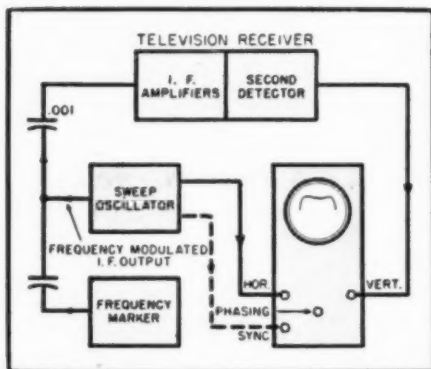 TELEVISION RECEIVER
I. F.
AMPLIFIERS
SECOND
DETECTOR
.001
SWEEP
OSCILLATOR
FREQUENCY MODULATED
I.F. OUTPUT
HOR.
VERT.
PHASING
SYNC
FREQUENCY
MARKER